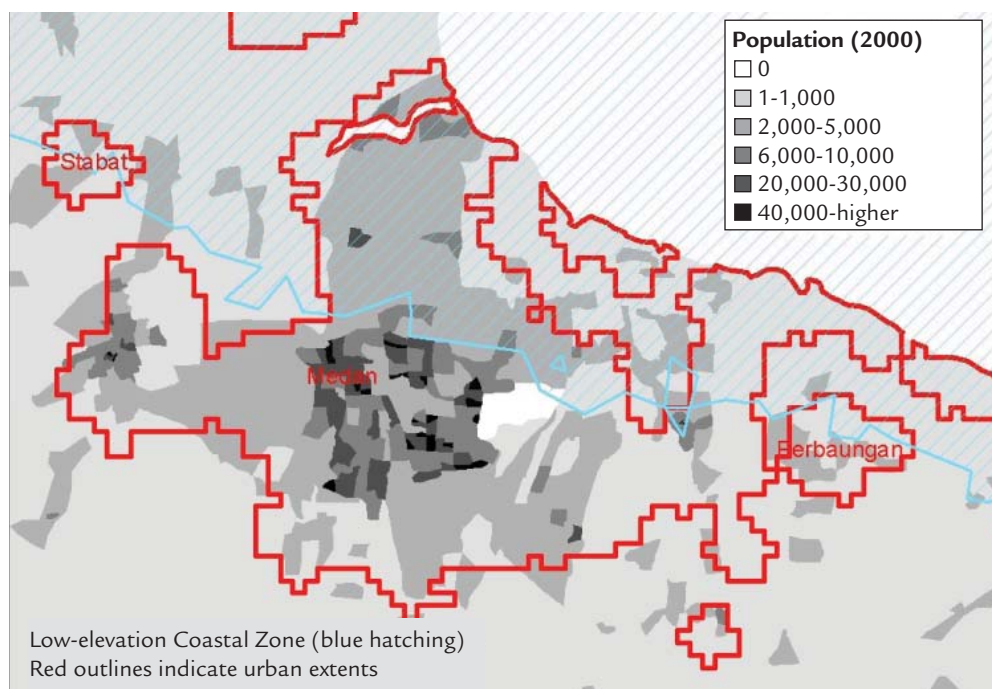 Population (2000)
0
1-1,000
2,000-5,000
6,000-10,000
20,000-30,000
40,000-higher
Stabat
Medan
Perbaungan
Low-elevation Coastal Zone (blue hatching)
Red outlines indicate urban extents